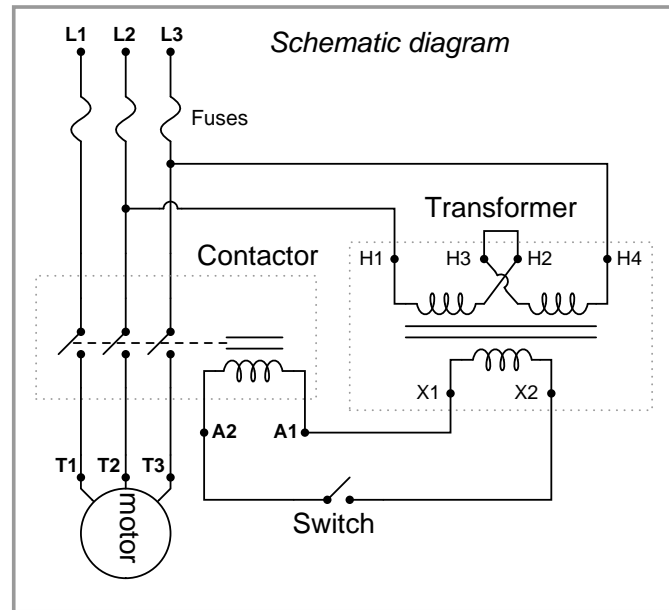 L1 L2 L3 Schematic diagram
Fuses
Transformer
Contactor
H1 H3 H2 H4
X1 X2
A2 A1
T1 T2 T3
motor
Switch